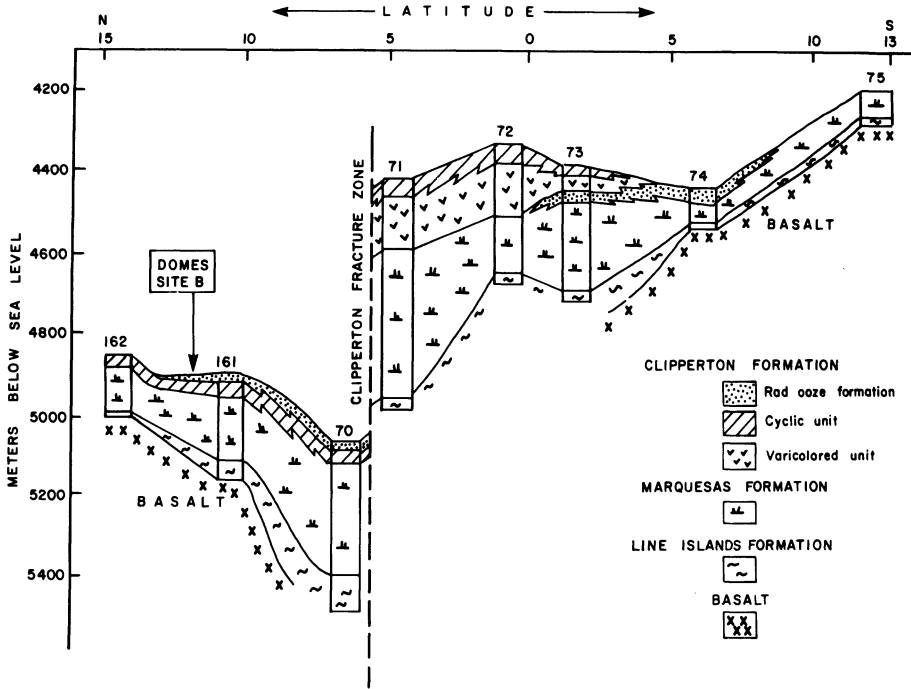 LATITUDE
N
S
15 10 5 0 5 10 13
4200
4400
4600
4800
5000
5200
5400
METERS BELOW SEA LEVEL
CLIPPERTON FRACTURE ZONE
75
72
71
73
74
DOMES
SITE B
162
161
70
BASALT
BASALT
CLIPPERTON FORMATION
Rad ooze formation
Cyclic unit
Varicolored unit
MARQUESAS FORMATION
LINE ISLANDS FORMATION
BASALT